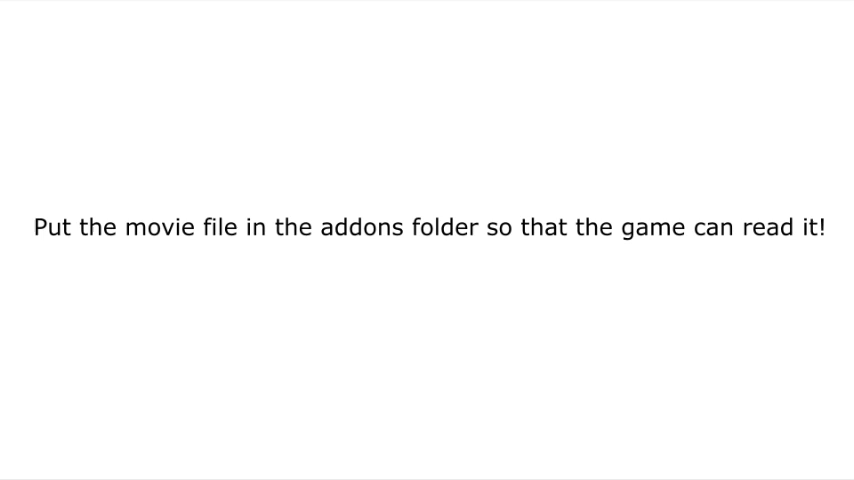 Put the movie file in the addons folder so that the game can read it!